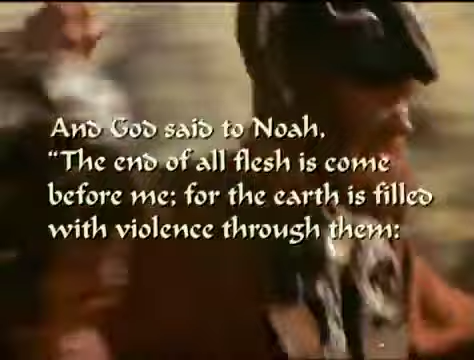 And God said to Noah,
“The end of all flesh is come
before me; for the earth is filled
with violence through them: